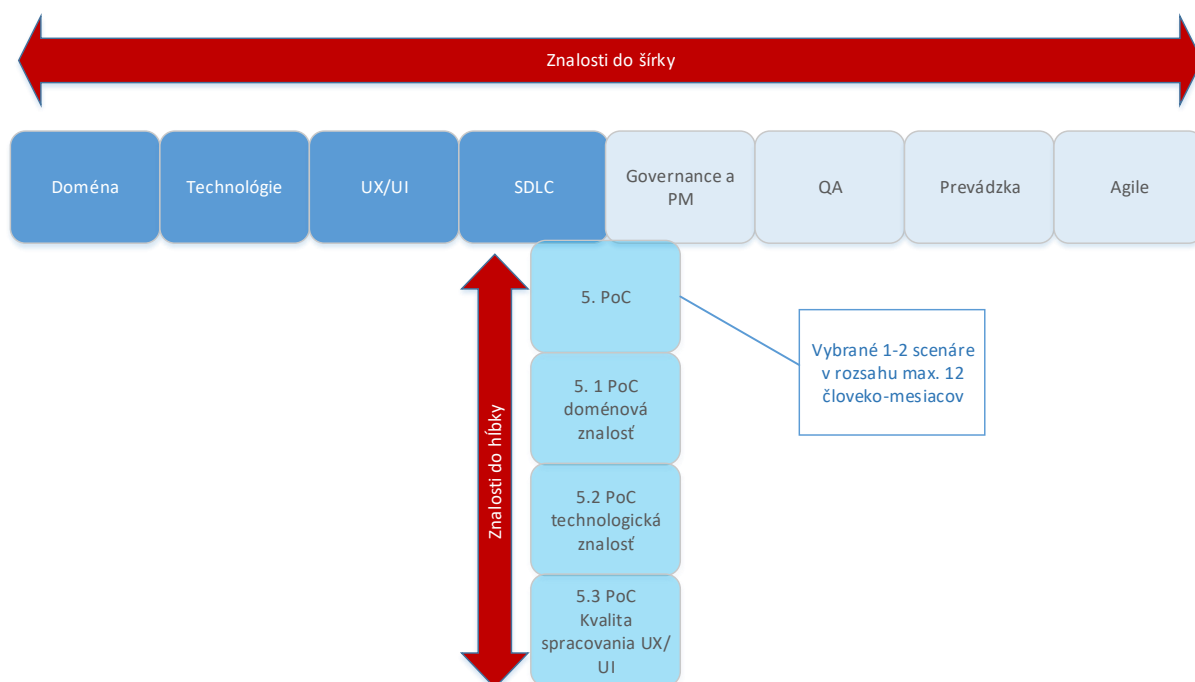 Znalosti do šírky
Doména
Technológie
UX/UI
SDLC
Governance a
PM
QA
Prevádzka
Agile
Znalosti do hĺbky
5. PoC
5. 1 PoC
doménová
znalosť
5.2 PoC
technologická
znalosť
5.3 PoC
Kvalita
spracovania UX/
UI
Vybrané 1-2 scenáre
v rozsahu max. 12
človeko-mesiacov